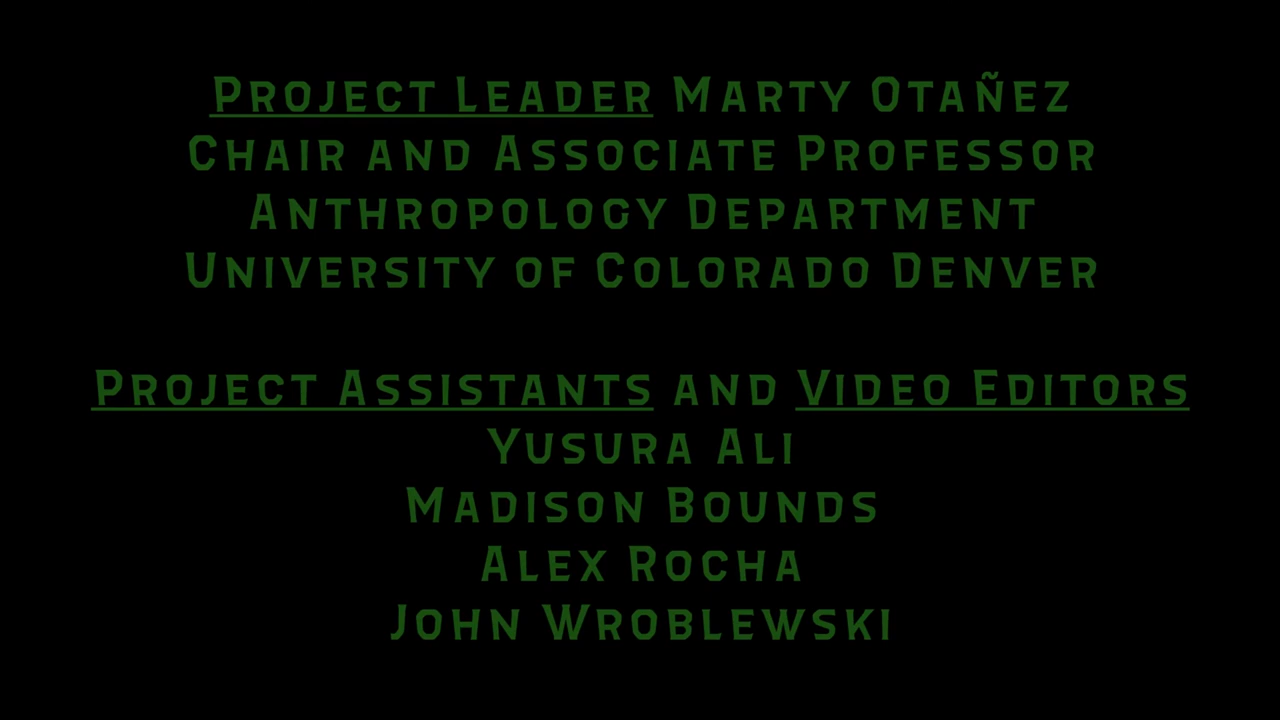 Project Leader Marty Otañez
Chair and Associate Professor
Anthropology Department
University of Colorado Denver
Project Assistants and Video Editors
Yusura Ali
Madison Bounds
Alex Rocha
John Wroblewski